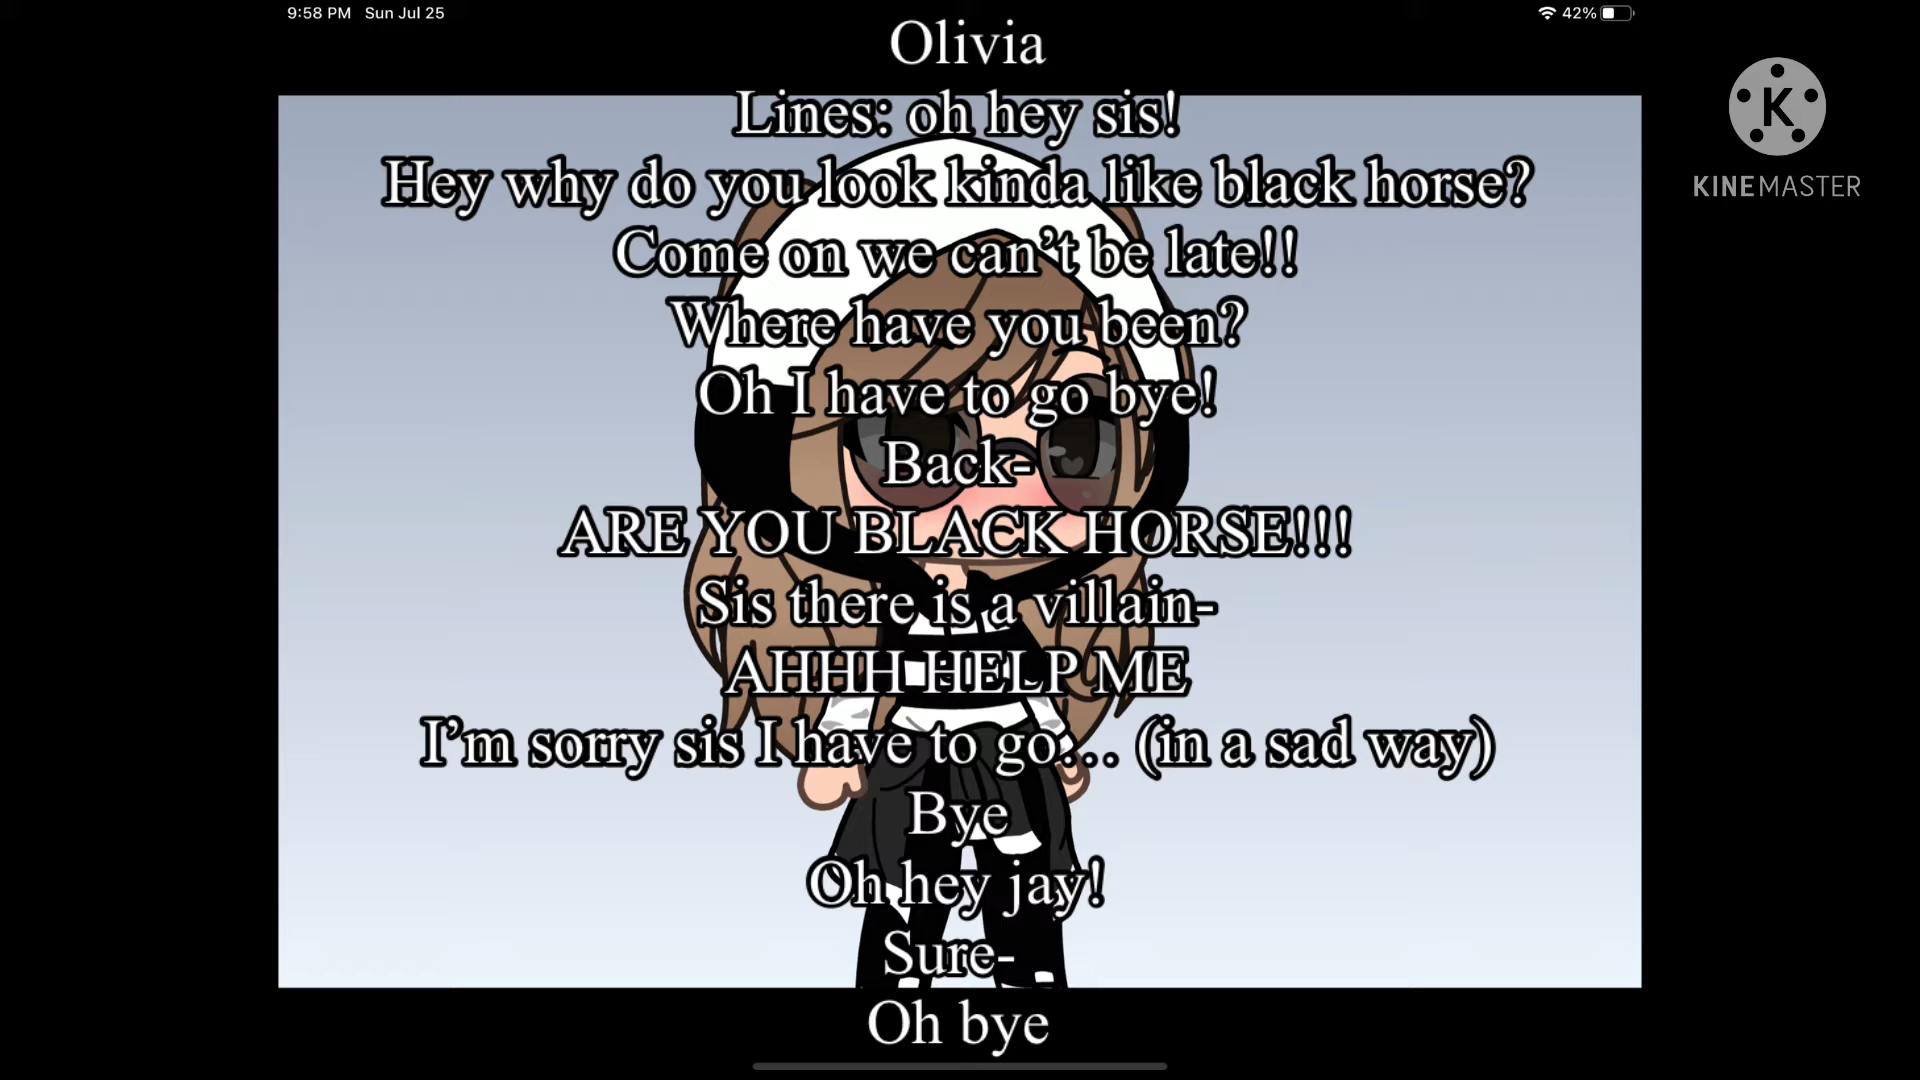 9:58 PM Sun Jul 25
42%
Olivia
Lines: oh hey sis!
Hey why do you look kinda like black horse?
Come on we can't be late!!
Where have you been?
Oh I have to go bye!
Back-
ARE YOU BLACK HORSE!!!
Sis there is a villain-
AHHH HELP ME
I'm sorry sis I have to go… (in a sad way)
Bye
Oh hey jay!
Sure-
Oh bye
K
KINEMASTER